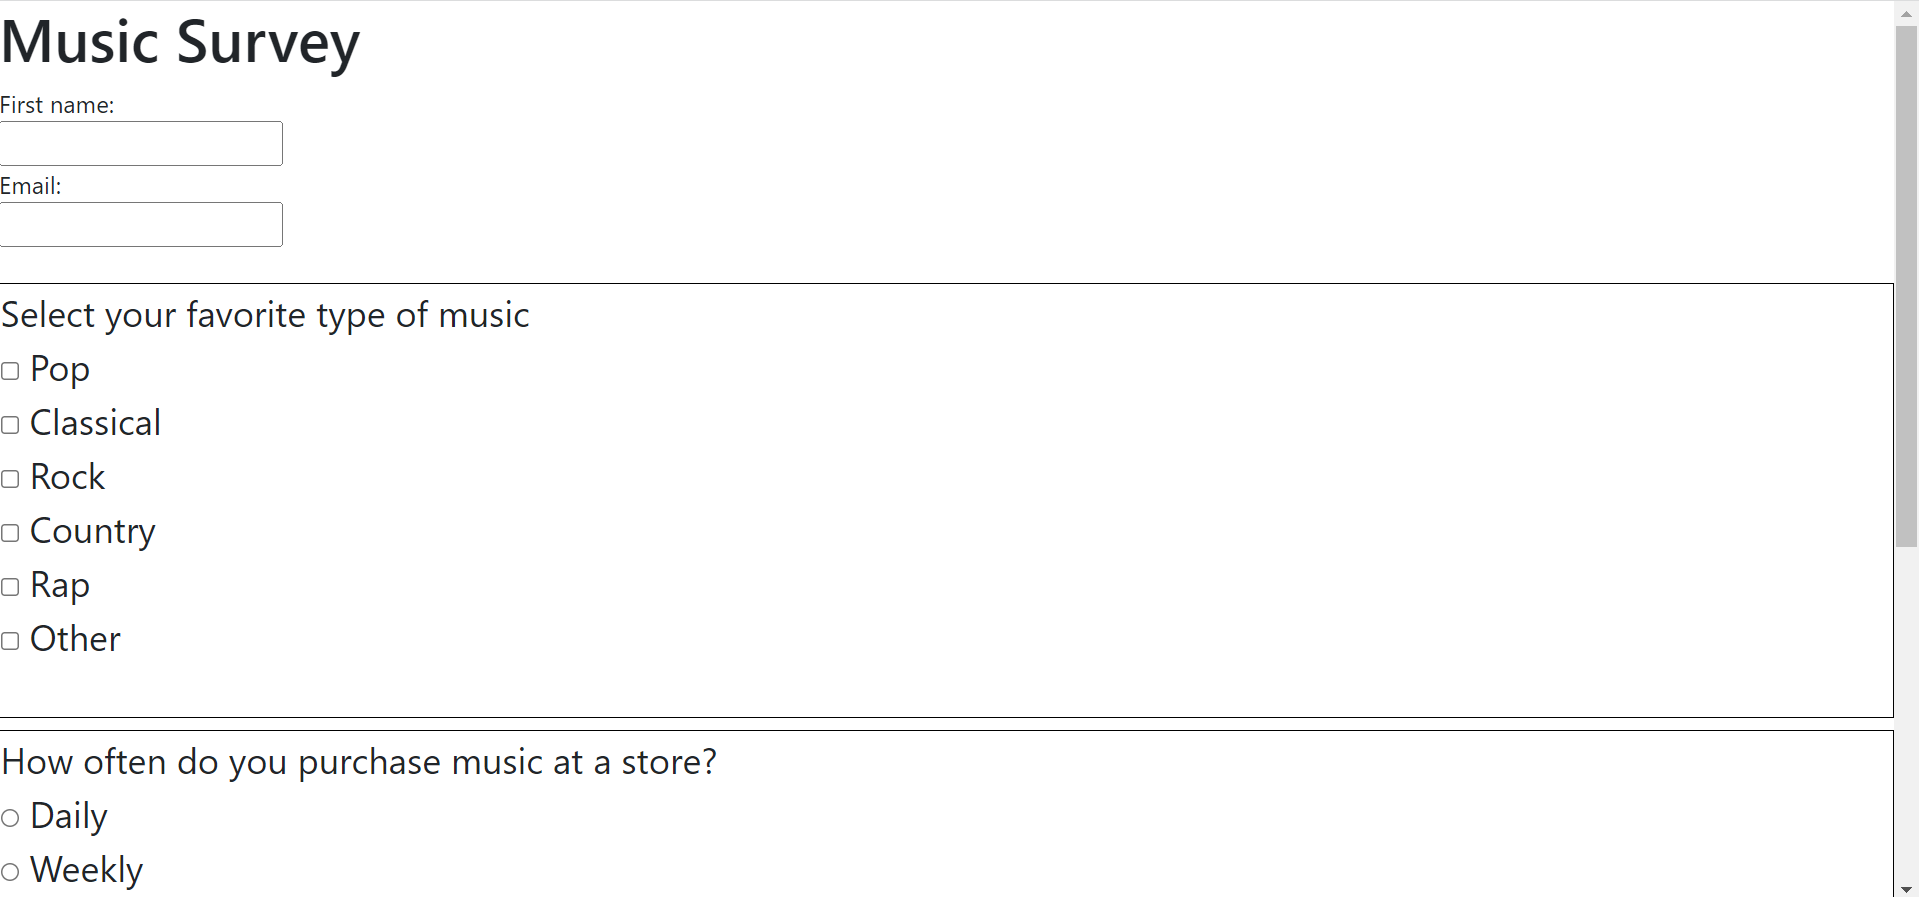 Music Survey
First name:
Email:
Select your favorite type of music
Pop
Classical
Rock
Country
Rap
Other
How often do you purchase music at a store?
Daily
Weekly